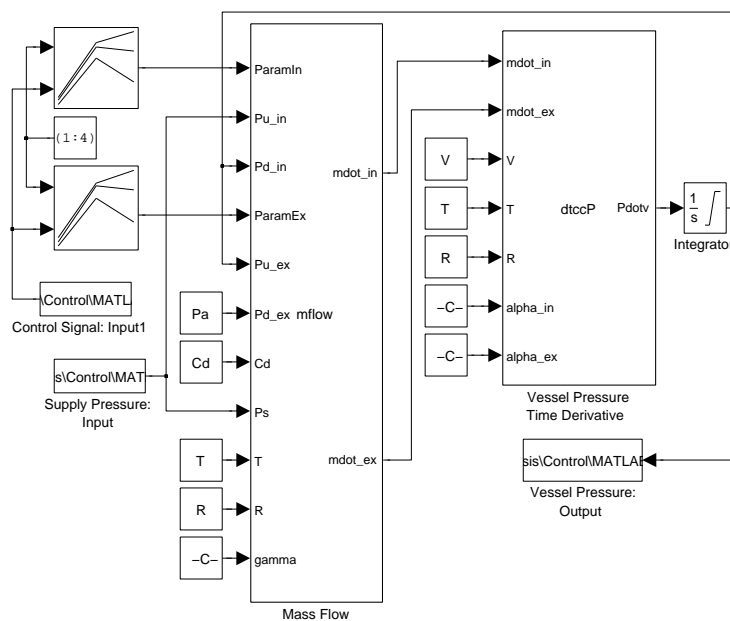 ParamIn
Pu_in
Pd_in
ParamEx
Pu_ex
Pd_ex
mflow
Cd
Ps
T
R
gamma
mdot_in
mdot_ex
Mass Flow
(1:4)
\Control\MATLA
Control Signal: Input1
s\Control\MAT
Supply Pressure:
Input
Pa
Cd
T
R
−C−
mdot_in
mdot_ex
V
T
R
alpha_in
alpha_ex
dtccP
Pdotv
V
T
R
−C−
−C−
Vessel Pressure
Time Derivative
1
s
Integrator
sis\Control\MATLAB
Vessel Pressure:
Output